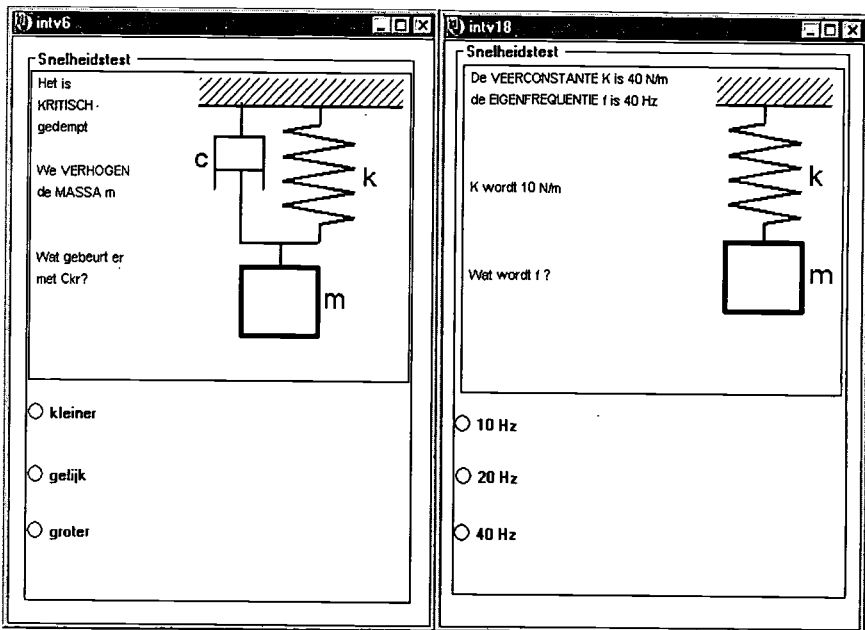 intv6
Snelheidstest
Het is
KRITISCH
gedempt
We VERHOGEN
de MASSA m
Wat gebeurt er
met Ckr?
c
k
m
kleiner
gelijk
groter
intv18
Snelheidstest
De VEERCONSTANTE K is 40 N/m
de EIGENFREQUENTIE f is 40 Hz
K wordt 10 N/m
Wat wordt f ?
k
m
10 Hz
20 Hz
40 Hz